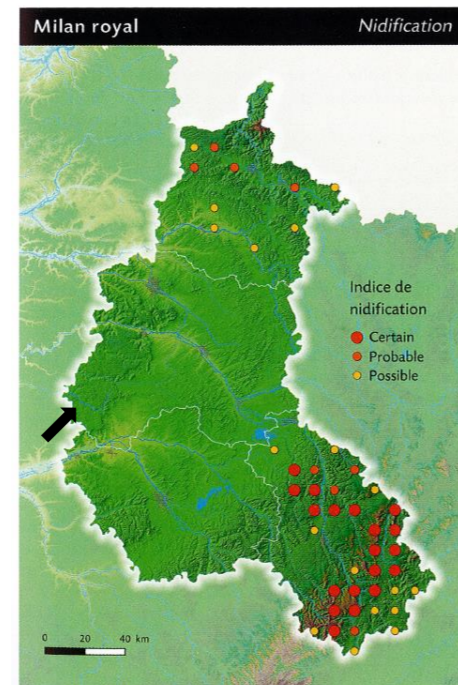 Milan royal Nidification
Indice de
nidification
Certain
Probable
Possible
0 20 40 km